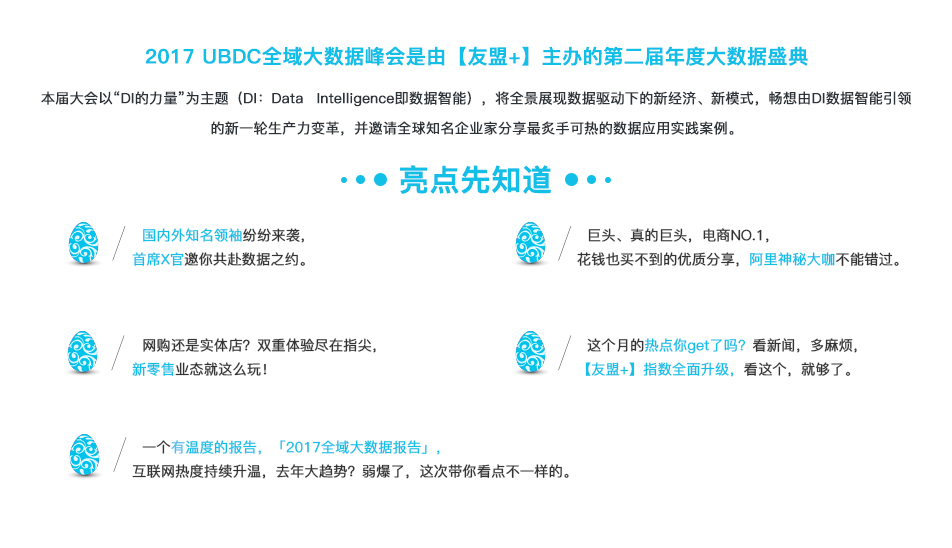 2017 UBDC全域大数据峰会是由【友盟+】主办的第二届年度大数据盛典
本届大会以“DI的力量”为主题（DI：Data Intelligence即数据智能），将全景展现数据驱动下的新经济、新模式，畅想由DI数据智能引领
的新一轮生产力变革，并邀请全球知名企业家分享最炙手可热的数据应用实践案例。
亮点先知道
国内外知名领袖纷纷来袭，
首席X官邀你共赴数据之约。
巨头、真的巨头，电商NO.1，
花钱也买不到的优质分享，阿里神秘大咖不能错过。
网购还是实体店？双重体验尽在指尖，
新零售业态就这么玩！
这个月的热点你get了吗？看新闻，多麻烦，
【友盟+】指数全面升级，看这个，就够了。
一个有温度的报告，「2017全域大数据报告」，
互联网热度持续升温，去年大趋势？弱爆了，这次带你看点不一样的。